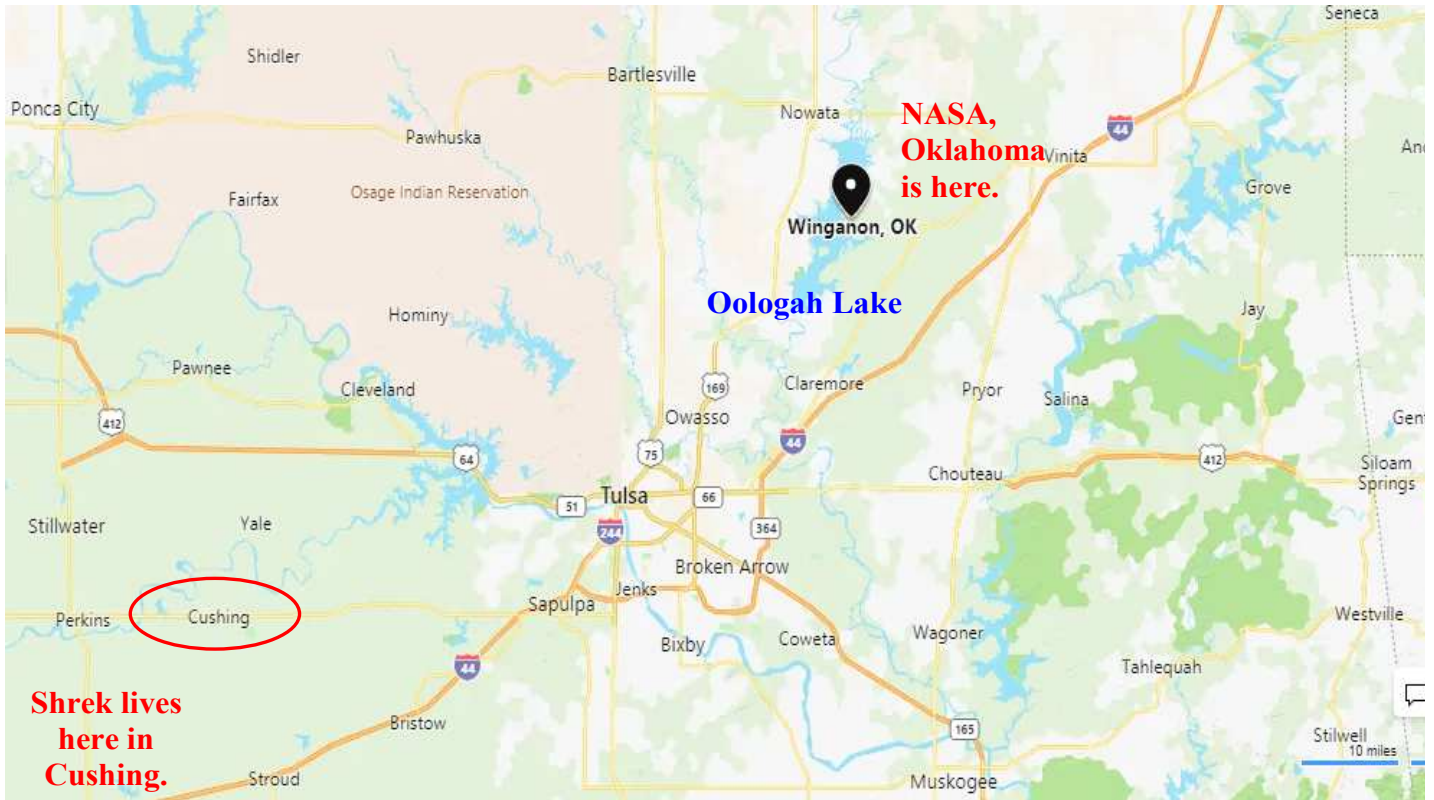 Seneca
Shidler
Bartlesville
Ponca City
Nowata
NASA,
Oklahoma
is here.
44
Pawhuska
Vinita
An
Osage Indian Reservation
Fairfax
Grove
Winganon, OK
Oologah Lake
Hominy
Jay
Pawnee
Cleveland
169
Claremore
Pryor
Salina
412
Owasso
Gen
44
75
64
412
Chouteau
Siloam
Springs
Tulsa
66
51
Stillwater
Yale
244
364
Broken Arrow
Jenks
Sapulpa
Perkins
Cushing
Westville
Bixby
Coweta
Wagoner
44
Tahlequah
Shrek lives
here in
Cushing.
Bristow
165
Stilwell
10 miles
Stroud
Muskogee